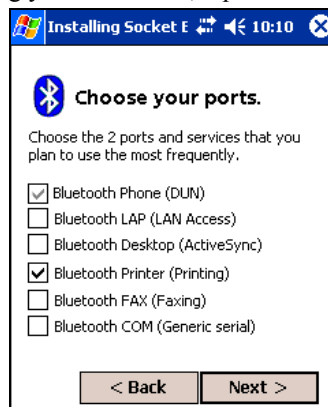 Installing Socket E 10:10
Choose your ports.
Choose the 2 ports and services that you
plan to use the most frequently.
Bluetooth Phone (DUN)
Bluetooth LAP (LAN Access)
Bluetooth Desktop (ActiveSync)
Bluetooth Printer (Printing)
Bluetooth FAX (Faxing)
Bluetooth COM (Generic serial)
< Back Next >